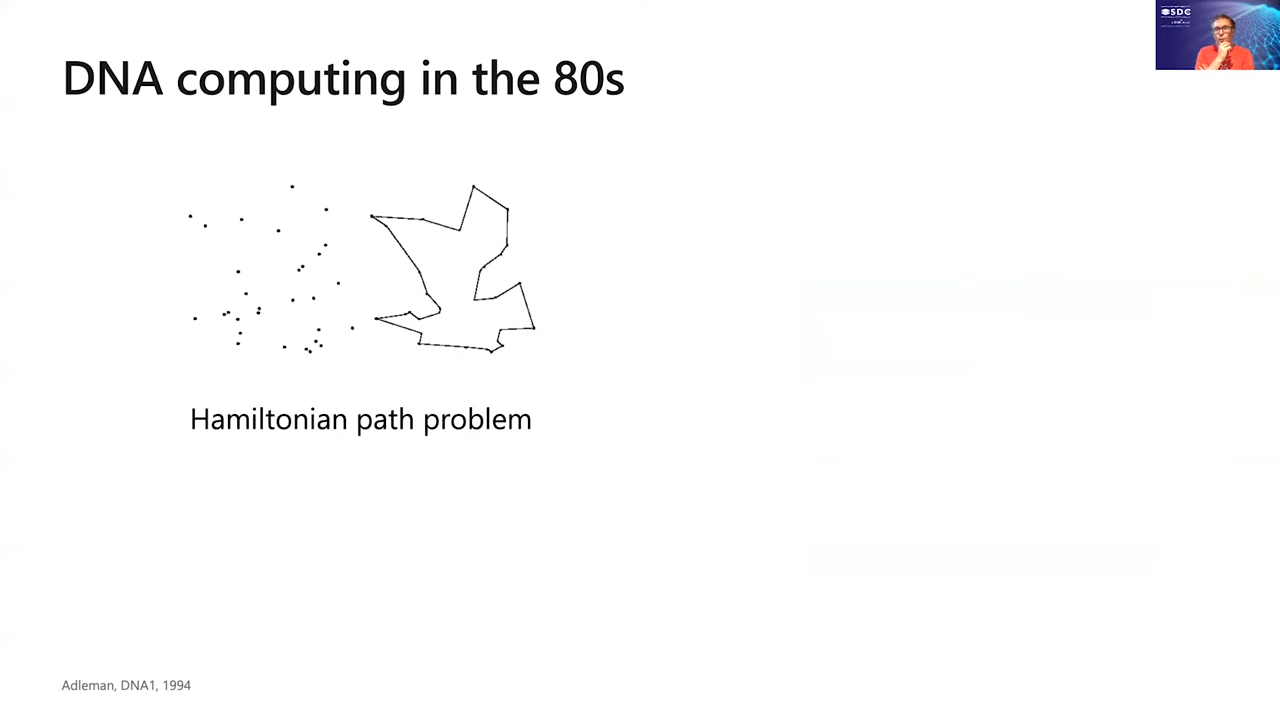 DNA computing in the 80s
SDC
Hamiltonian path problem
Adleman, DNA1, 1994